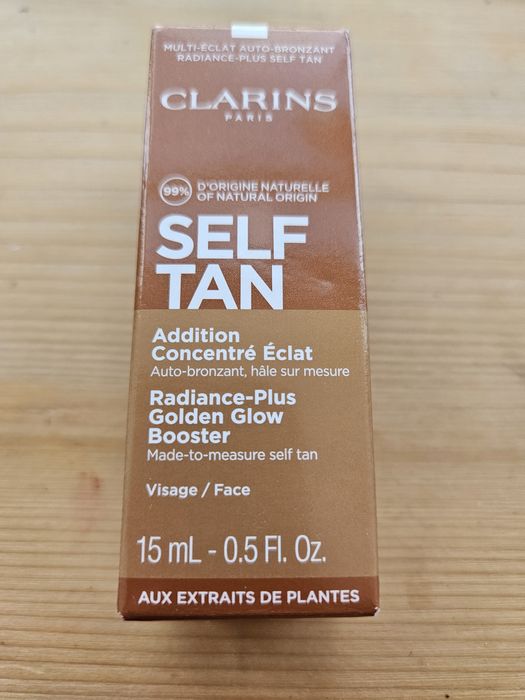 MULTI-ÉCLAT AUTO-BRONZANT
RADIANCE-PLUS SELF TAN
CLARINS
PARIS
99% D'ORIGINE NATURELLE
OF NATURAL ORIGIN
SELF
TAN
Addition
Concentré Éclat
Auto-bronzant, hâle sur mesure
Radiance-Plus
Golden Glow
Booster
Made-to-measure self tan
Visage / Face
15 mL - 0.5 Fl. Oz.
AUX EXTRAITS DE PLANTES